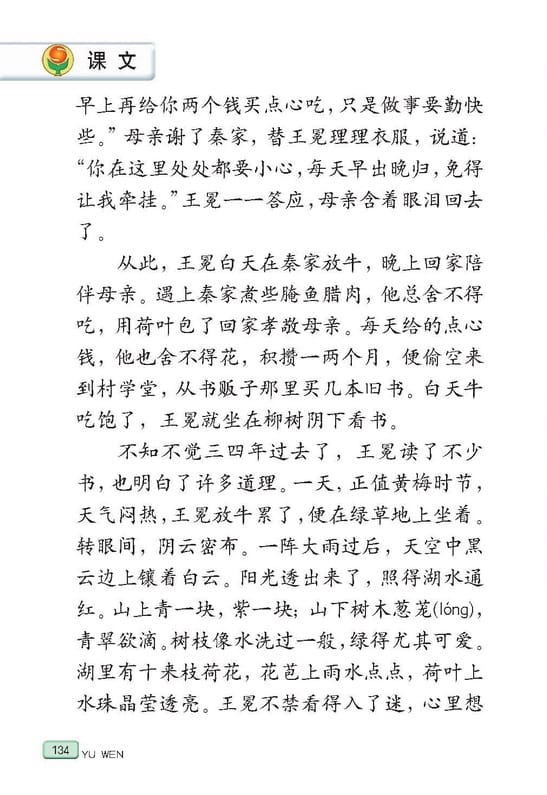 课文
早上再给你两个钱买点心吃，只是做事要勤快
些。”母亲谢了秦家，替王冕理理衣服，说道：
“你在这里处处都要小心，每天早出晚归，免得
让我牵挂。”王冕一一答应，母亲含着眼泪回去
了。
从此，王冕白天在秦家放牛，晚上回家陪
伴母亲。遇上秦家煮些腌鱼腊肉，他总舍不得
吃，用荷叶包了回家孝敬母亲。每天给的点心
钱，他也舍不得花，积攒一两个月，便偷空来
到村学堂，从书贩子那里买几本旧书。白天牛
吃饱了，王冕就坐在柳树阴下看书。
不知不觉三四年过去了，王冕读了不少
书，也明白了许多道理。一天，正值黄梅时节，
天气闷热，王冕放牛累了，便在绿草地上坐着。
转眼间，阴云密布。一阵大雨过后，天空中黑
云边上镶着白云。阳光透出来了，照得湖水通
红。山上青一块，紫一块；山下树木葱茏(lóng)，
青翠欲滴。树枝像水洗过一般，绿得尤其可爱。
湖里有十来枝荷花，花苞上雨水点点，荷叶上
水珠晶莹透亮。王冕不禁看得入了迷，心里想
134 YU WEN